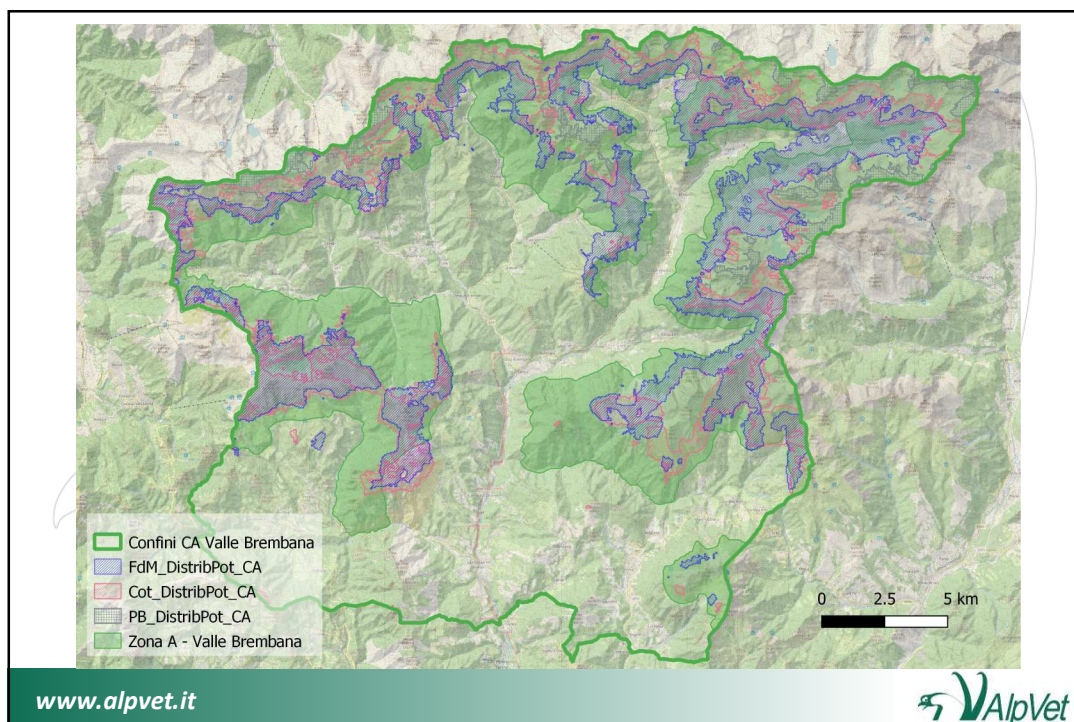 Confini CA Valle Brembana
FdM_DistribPot_CA
Cot_DistribPot_CA
PB_DistribPot_CA
Zona A - Valle Brembana
0 2.5 5 km
www.alpvet.it
AlpVet